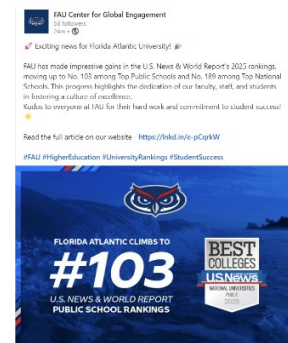 FAU Center for Global Engagement
58 followers
🚀 Exciting news for Florida Atlantic University! 🎉
FAU has made impressive gains in the U.S. News & World Report's 2025 rankings,
moving up to No. 103 among Top Public Schools and No. 189 among Top National
Schools. This progress highlights the dedication of our faculty, staff, and students
in fostering a culture of excellence.
Kudos to everyone at FAU for their hard work and commitment to student success!
🌟
Read the full article on our website - https://lnkd.in/e-pCqrkW
#FAU #HigherEducation #UniversityRankings #StudentSuccess
FLORIDA ATLANTIC CLIMBS TO
#103
U.S. NEWS & WORLD REPORT
PUBLIC SCHOOL RANKINGS
BEST
COLLEGES
U.S.News
NATIONAL UNIVERSITIES
PUBLIC
2025